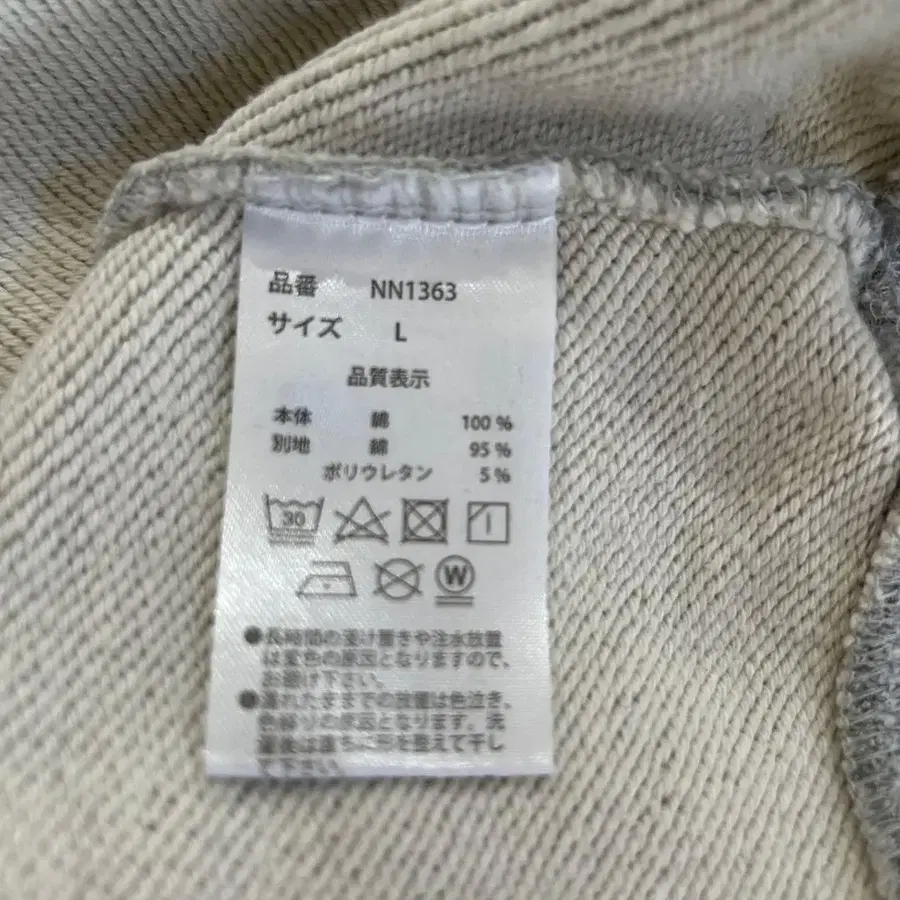 品番 NN1363
サイズ L
品質表示
本体 綿 100 %
別地 綿 95 %
ポリウレタン 5 %
30
W
●長時間の浸け置きや注水放置
は変色の原因となりますので、
お避け下さい。
●濡れたままでの放置は色泣き、
色移りの原因となります。洗
濯後は直ちに形を整えて干し
て下さい。